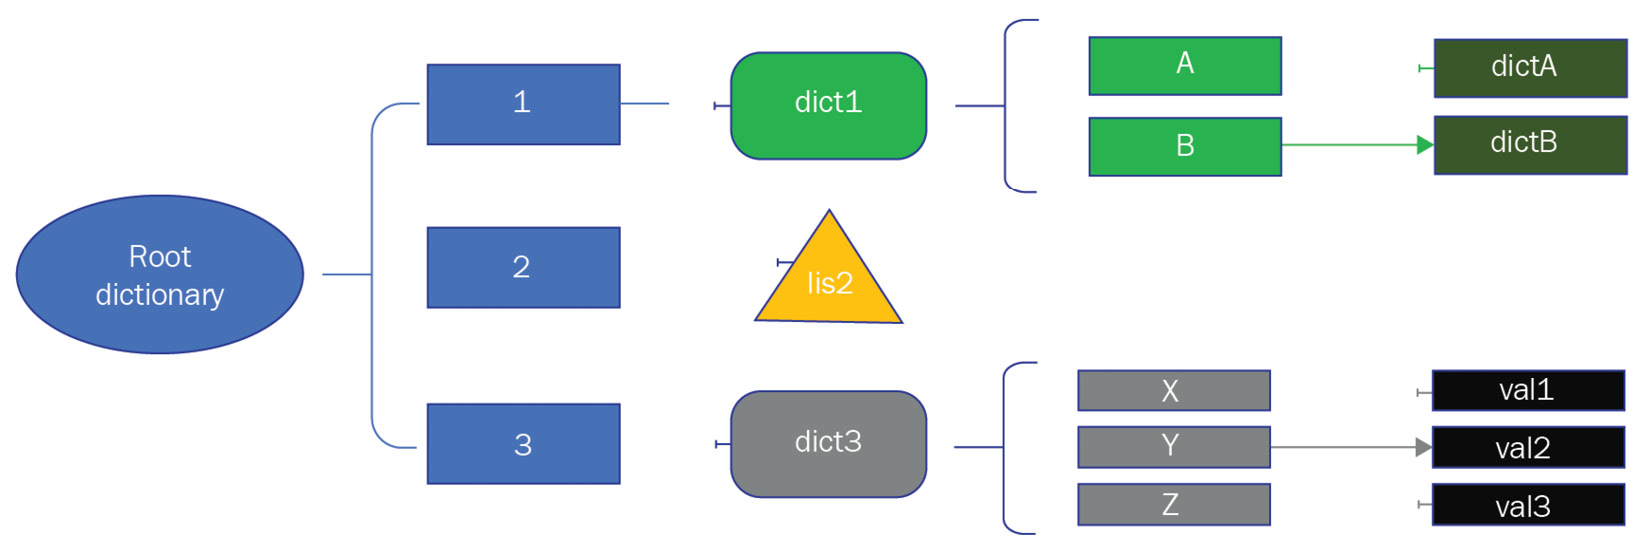 Root
dictionary
1
2
3
dict1
lis2
dict3
A
B
dictA
dictB
X
Y
Z
val1
val2
val3